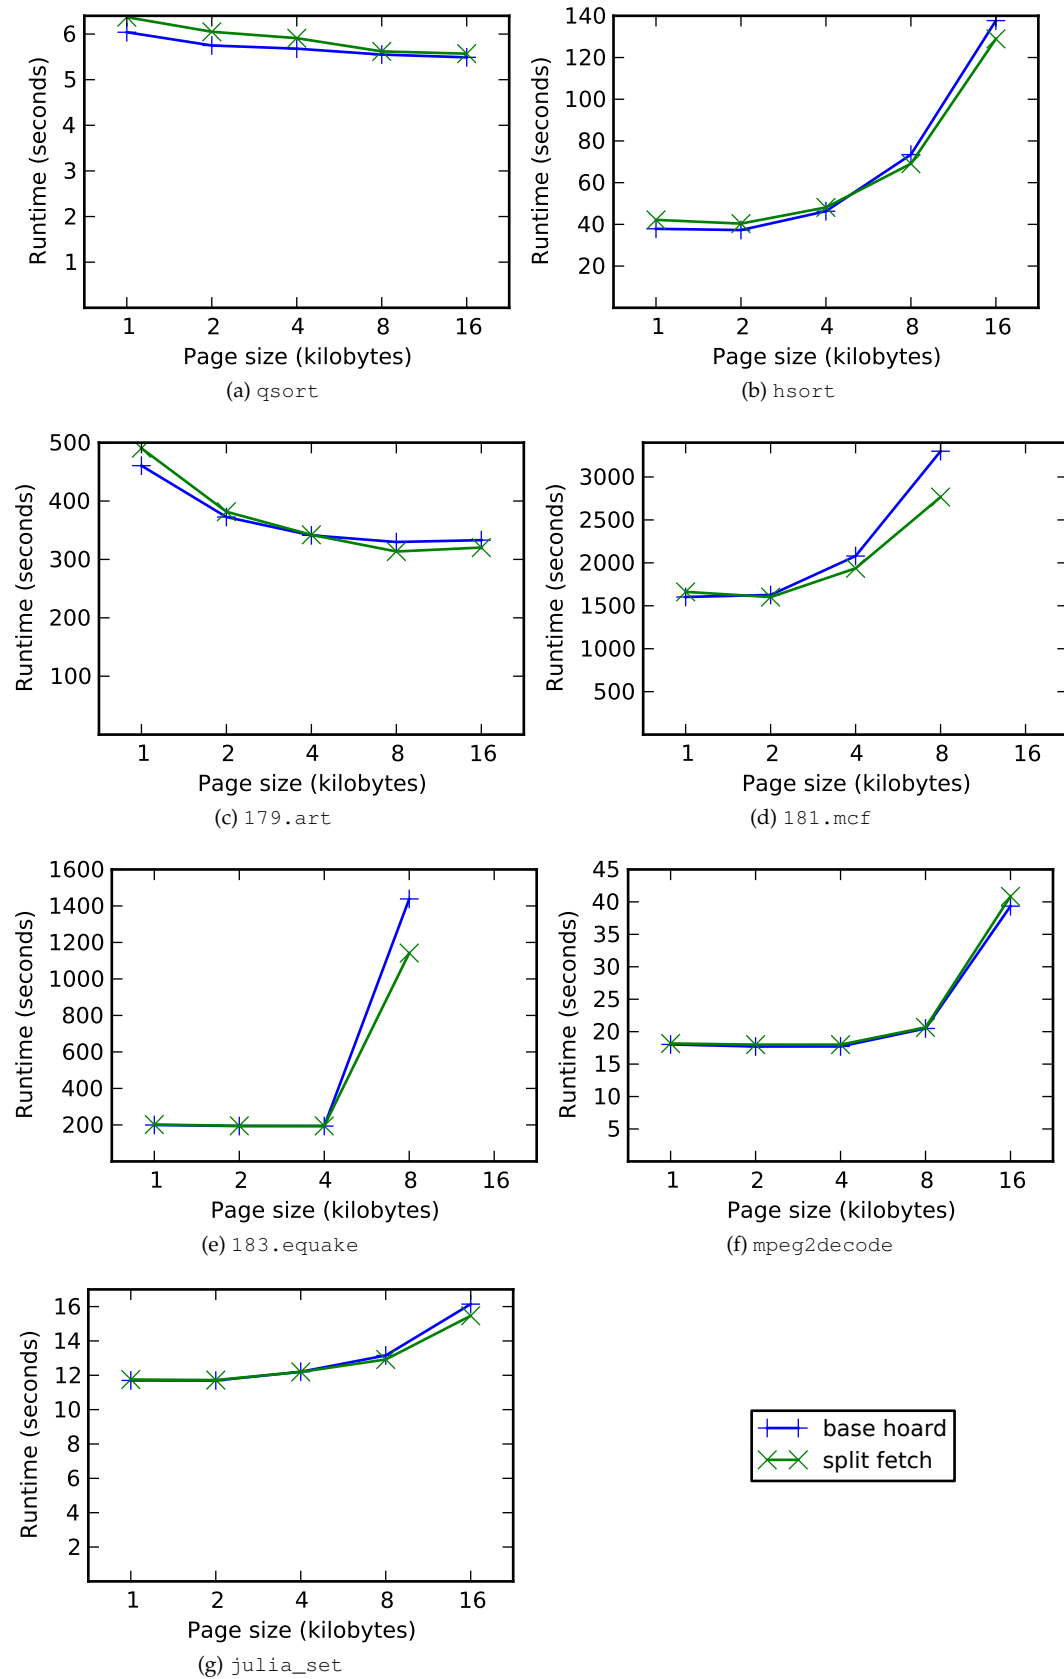 6
5
4
3
2
1
Runtime (seconds)
1 2 4 8 16
Page size (kilobytes)
(a) qsort
140
120
100
80
60
40
20
Runtime (seconds)
1 2 4 8 16
Page size (kilobytes)
(b) hsort
500
400
300
200
100
Runtime (seconds)
1 2 4 8 16
Page size (kilobytes)
(c) 179.art
3000
2500
2000
1500
1000
500
Runtime (seconds)
1 2 4 8 16
Page size (kilobytes)
(d) 181.mcf
1600
1400
1200
1000
800
600
400
200
Runtime (seconds)
1 2 4 8 16
Page size (kilobytes)
(e) 183.equake
45
40
35
30
25
20
15
10
5
Runtime (seconds)
1 2 4 8 16
Page size (kilobytes)
(f) mpeg2decode
16
14
12
10
8
6
4
2
Runtime (seconds)
1 2 4 8 16
Page size (kilobytes)
(g) julia_set
base hoard
split fetch